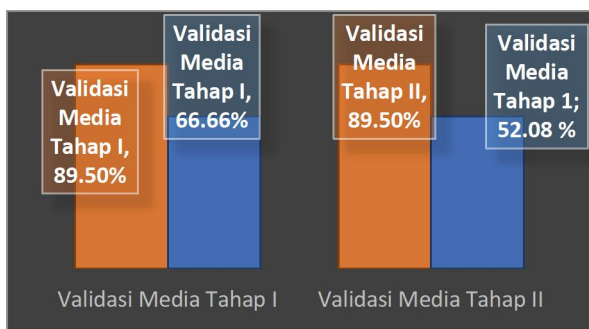 Validasi
Media
Tahap I,
89.50%
Validasi
Media
Tahap I,
66.66%
Validasi
Media
Tahap II,
89.50%
Validasi
Media
Tahap 1;
52.08 %
Validasi Media Tahap I
Validasi Media Tahap II